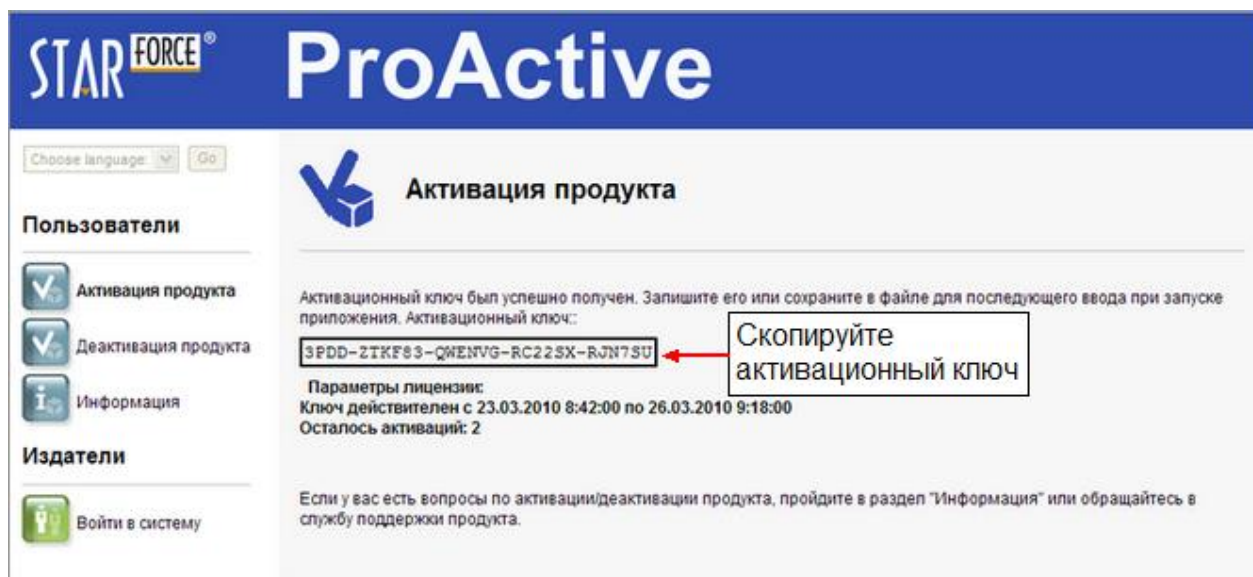 STAR FORCE®
ProActive
Choose language: Go
Пользователи
Активация продукта
Деактивация продукта
Информация
Издатели
Войти в систему
Активация продукта
Активационный ключ был успешно получен. Запишите его или сохраните в файле для последующего ввода при запуске
приложения. Активационный ключ::
3PDD-ZTKF83-QWENVG-RC22SX-RJN7SU
Скопируйте
активационный ключ
Параметры лицензии:
Ключ действителен с 23.03.2010 8:42:00 по 26.03.2010 9:18:00
Осталось активаций: 2
Если у вас есть вопросы по активации/деактивации продукта, пройдите в раздел "Информация" или обращайтесь в
службу поддержки продукта.